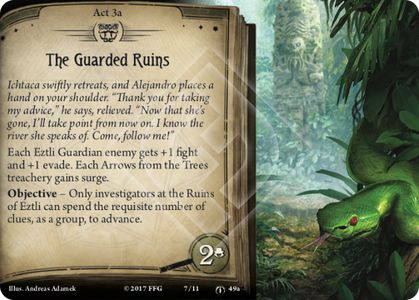 Act 3a
The Guarded Ruins
Ichtaca swiftly retreats, and Alejandro places a
hand on your shoulder. “Thank you for taking
my advice,” he says, relieved. “Now that she’s
gone, I’ll take point from now on. I know the
river she speaks of. Come, follow me!”
Each Eztli Guardian enemy gets +1 fight
and +1 evade. Each Arrows from the Trees
treachery gains surge.
Objective – Only investigators at the Ruins
of Eztli can spend the requisite number of
clues, as a group, to advance.
2
Illus. Andreas Adamek
© 2017 FFG
7/11
49a